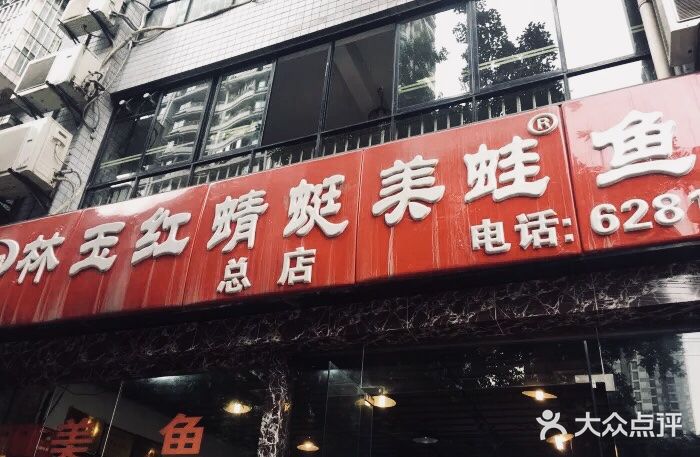 林玉红蜻蜓美蛙®鱼
总店
电话:6281
美 鱼
大众点评